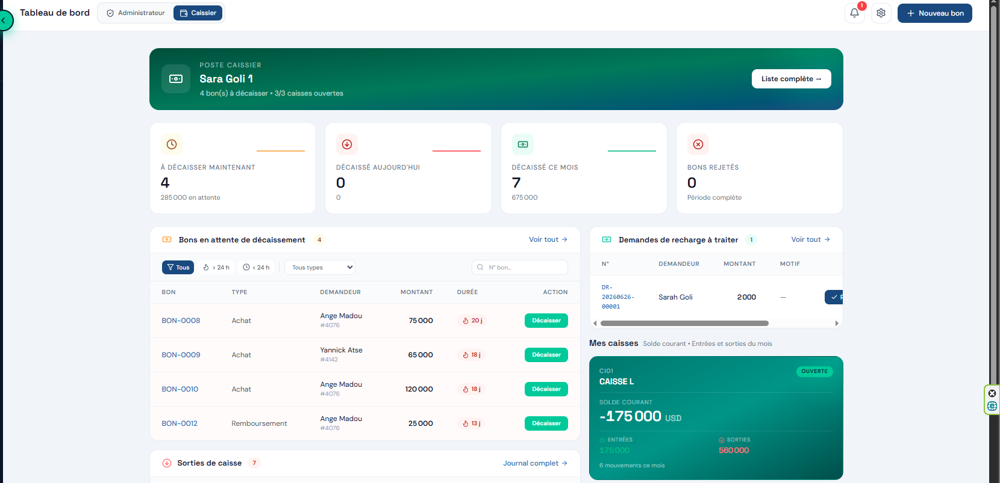 Tableau de bord
Administrateur
Caissier
1
Nouveau bon
POSTE CAISSIER
Sara Goli 1
4 bon(s) à décaisser • 3/3 caisses ouvertes
Liste complète →
À DÉCAISSER MAINTENANT
4
285 000 en attente
DÉCAISSÉ AUJOURD'HUI
0
0
DÉCAISSÉ CE MOIS
7
675 000
BONS REJETÉS
0
Période complète
Bons en attente de décaissement 4
Voir tout →
Tous
> 24 h
< 24 h
Tous types
N° bon...
BON TYPE DEMANDEUR MONTANT DURÉE ACTION
BON-0008 Achat Ange Madou 75 000 20 j Décaisser
#4076
BON-0009 Achat Yannick Atse 65 000 18 j Décaisser
#4142
BON-0010 Achat Ange Madou 120 000 18 j Décaisser
#4076
BON-0012 Remboursement Ange Madou 25 000 13 j Décaisser
#4076
Sorties de caisse 7
Journal complet →
Demandes de recharge à traiter 1
Voir tout →
N° DEMANDEUR MONTANT MOTIF
DR-
20260626-
00001
Sarah Goli 2 000 —
Mes caisses Solde courant • Entrées et sorties du mois
CI01
OUVERTE
CAISSE L
SOLDE COURANT
-175 000 USD
ENTRÉES
175 000
SORTIES
560 000
6 mouvements ce mois